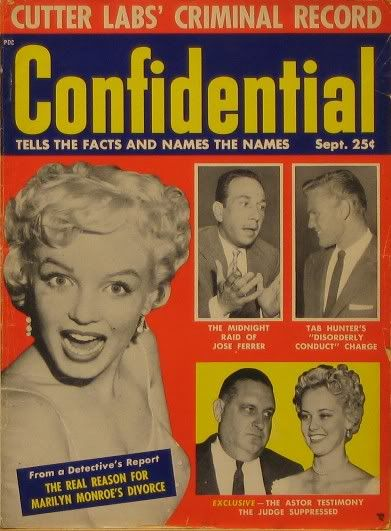 CUTTER LABS' CRIMINAL RECORD
PDC
Confidential
TELLS THE FACTS AND NAMES THE NAMES Sept. 25¢
THE MIDNIGHT
RAID OF
JOSE FERRER
TAB HUNTER'S
"DISORDERLY
CONDUCT" CHARGE
From a Detective's Report
THE REAL REASON FOR
MARILYN MONROE'S DIVORCE
EXCLUSIVE—THE ASTOR TESTIMONY
THE JUDGE SUPPRESSED